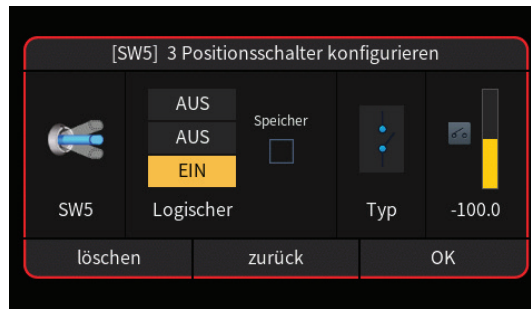 [SW5] 3 Positionsschalter konfigurieren
AUS
AUS
EIN
Speicher
SW5
Logischer
Typ
-100.0
löschen
zurück
OK